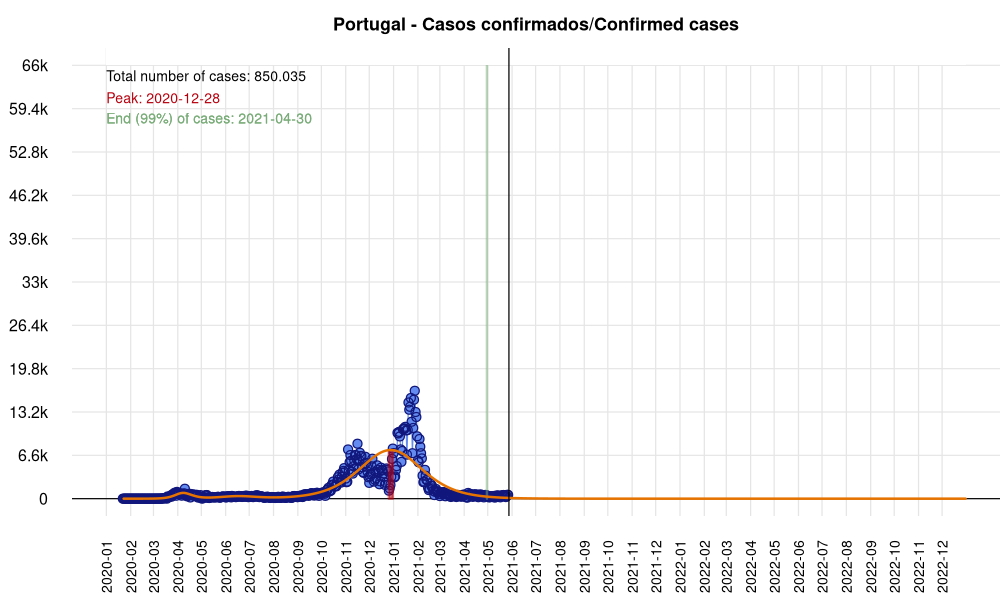 Portugal - Casos confirmados/Confirmed cases
Total number of cases: 850.035
Peak: 2020-12-28
End (99%) of cases: 2021-04-30
66k
59.4k
52.8k
46.2k
39.6k
33k
26.4k
19.8k
13.2k
6.6k
0
2020-01
2020-02
2020-03
2020-04
2020-05
2020-06
2020-07
2020-08
2020-09
2020-10
2020-11
2020-12
2021-01
2021-02
2021-03
2021-04
2021-05
2021-06
2021-07
2021-08
2021-09
2021-10
2021-11
2021-12
2022-01
2022-02
2022-03
2022-04
2022-05
2022-06
2022-07
2022-08
2022-09
2022-10
2022-11
2022-12